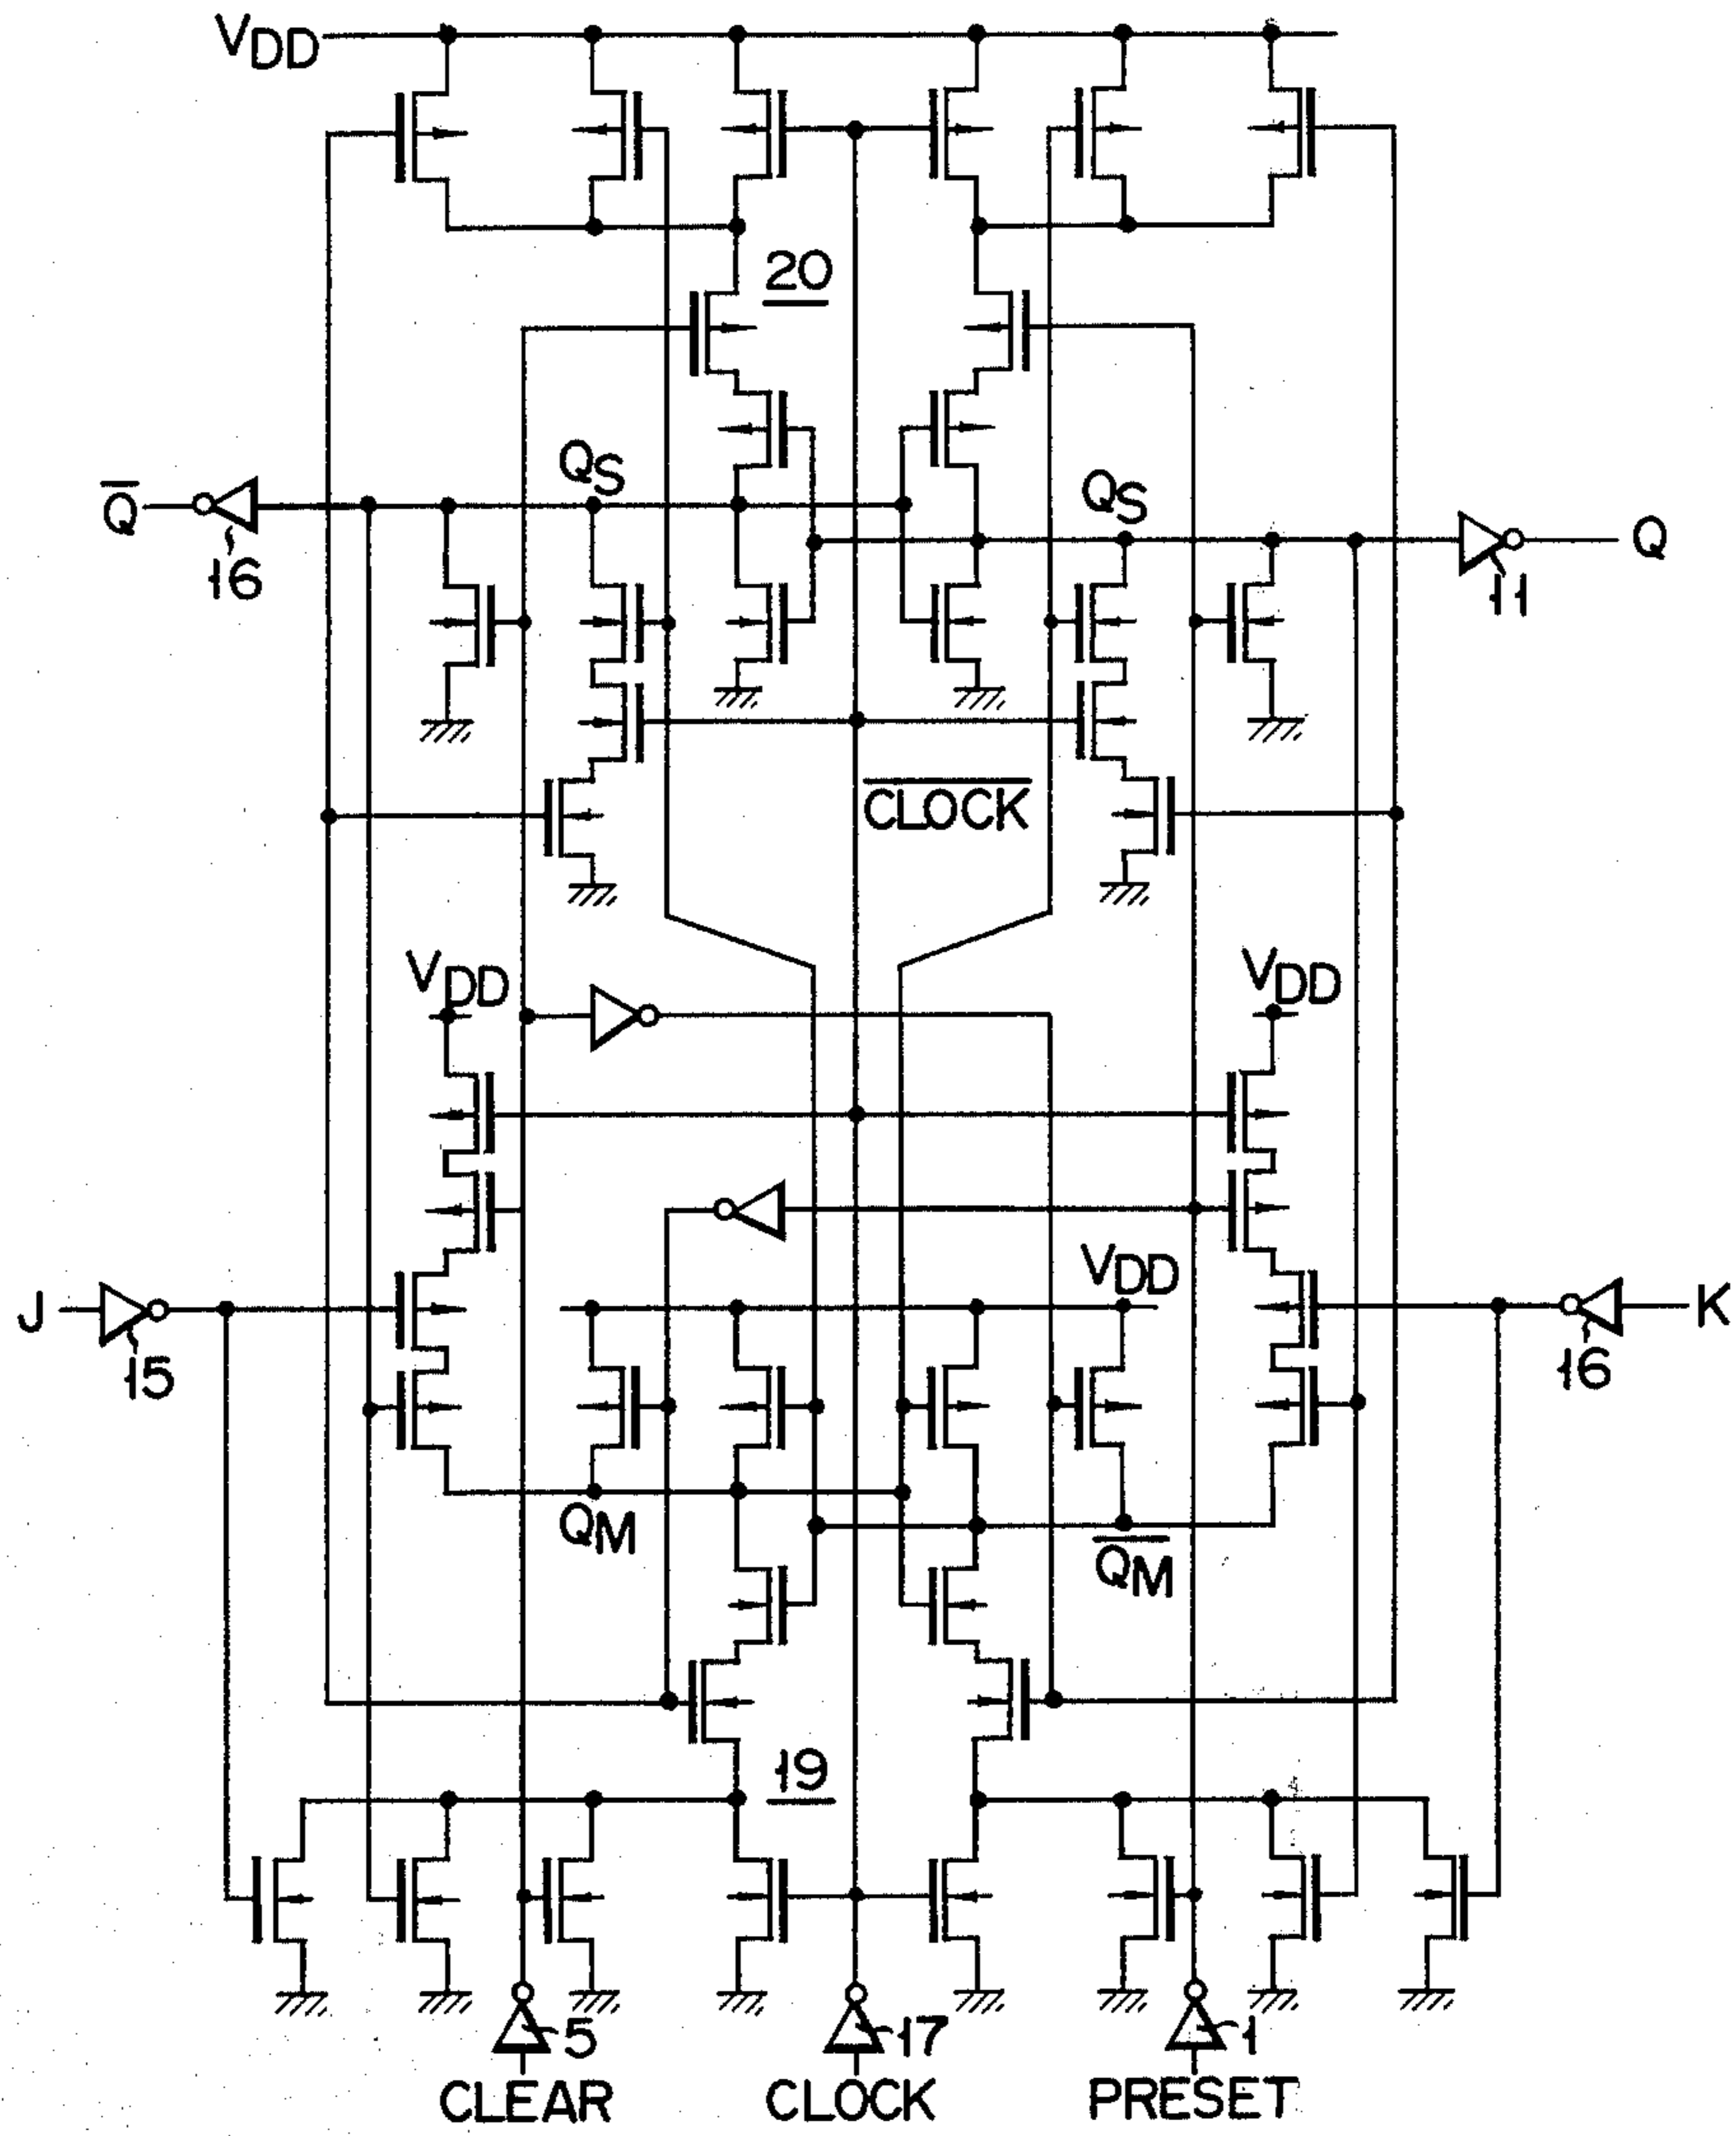 VDD
20
QS
Q̅
QS
Q
16
11
C̅L̅O̅C̅K̅
VDD
VDD
J
VDD
K
15
16
QM
Q̅M̅
19
5
17
1
CLEAR
CLOCK
PRESET